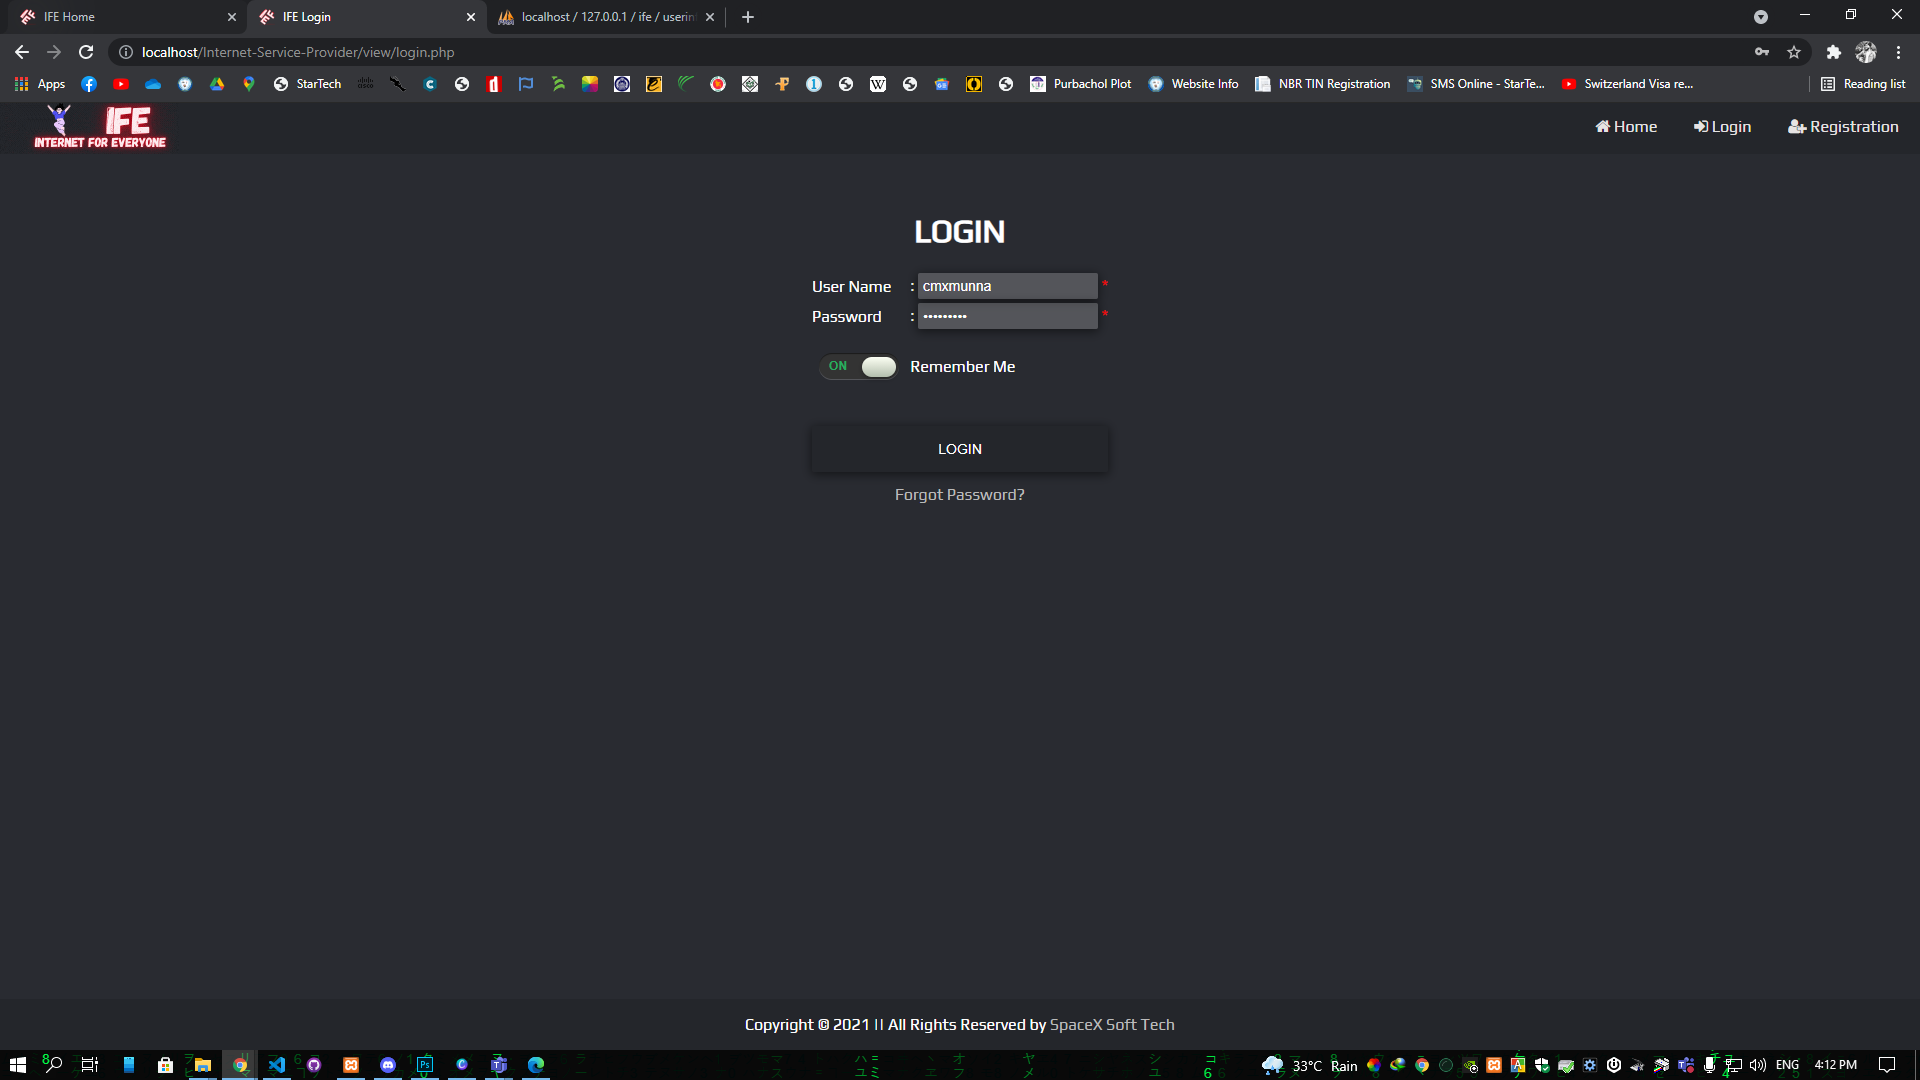 IFE Home
IFE Login
localhost / 127.0.0.1 / ife / userin
localhost/Internet-Service-Provider/view/login.php
Apps
StarTech
Purbachol Plot
Website Info
NBR TIN Registration
SMS Online - StarTe...
Switzerland Visa re...
Reading list
IFE
INTERNET FOR EVERYONE
Home
Login
Registration
LOGIN
User Name : cmxmunna *
Password : ••••••••• *
ON Remember Me
LOGIN
Forgot Password?
Copyright © 2021 || All Rights Reserved by SpaceX Soft Tech
33°C Rain
ENG
4:12 PM